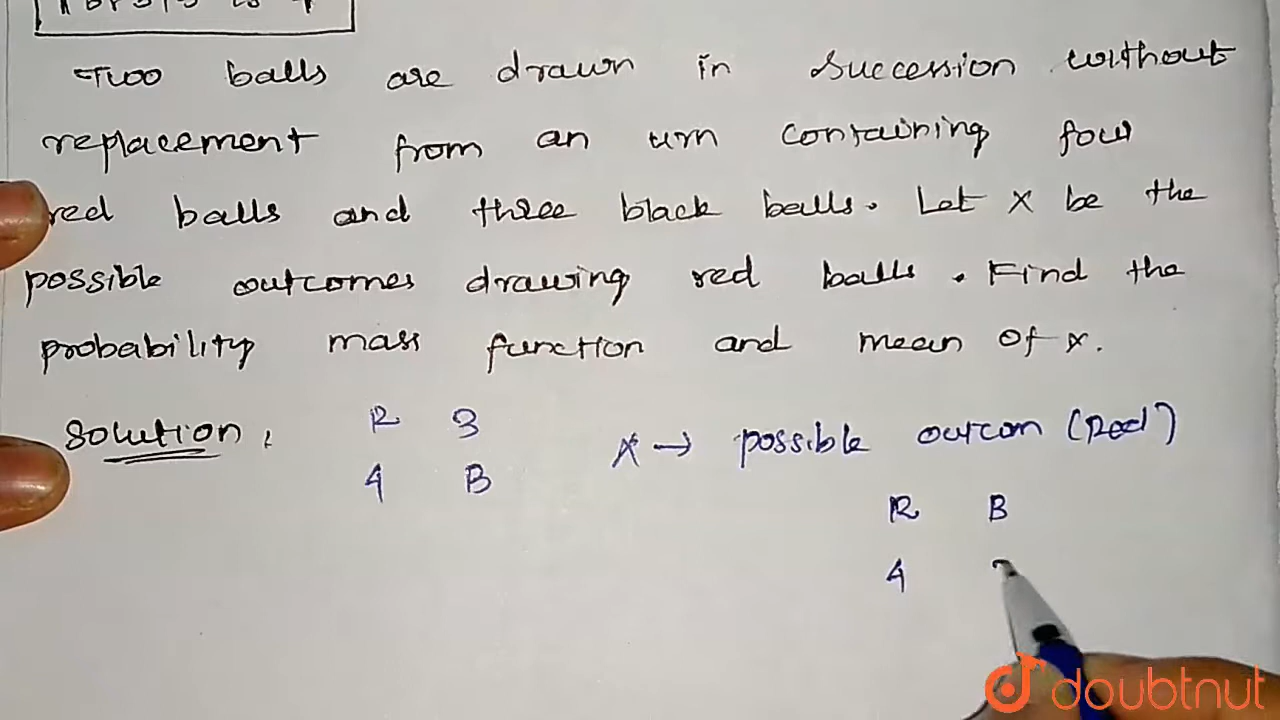 Two balls are drawn in succession without
replacement from an urn containing four
red balls and three black balls. Let X be the
possible outcomes drawing red balls. Find the
probability mass function and mean of x.
Solution: R 3 X → possible outcom (Red)
4 B
R B
4
doubtnut